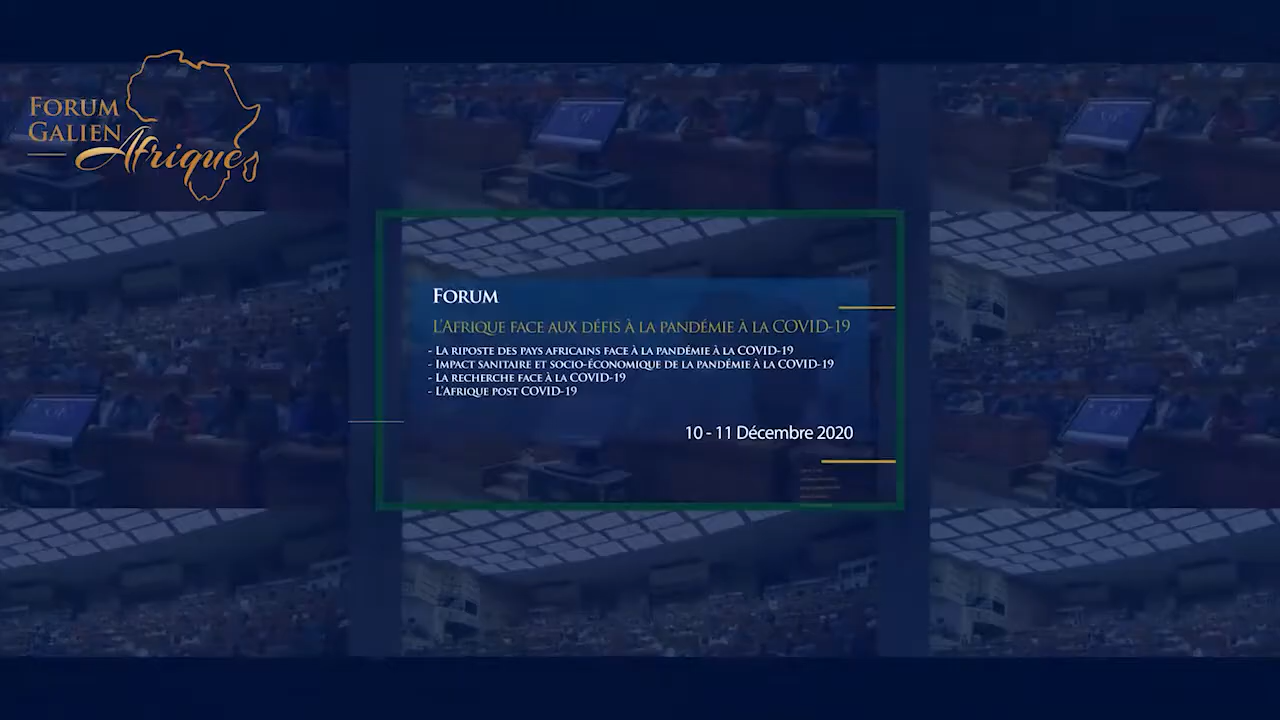 FORUM
GALIEN
Afrique
FORUM
L'AFRIQUE FACE AUX DÉFIS À LA PANDÉMIE À LA COVID-19
- LA RIPOSTE DES PAYS AFRICAINS FACE À LA PANDÉMIE À LA COVID-19
- IMPACT SANITAIRE ET SOCIO-ÉCONOMIQUE DE LA PANDÉMIE À LA COVID-19
- LA RECHERCHE FACE À LA COVID-19
- L'AFRIQUE POST COVID-19
10 - 11 Décembre 2020